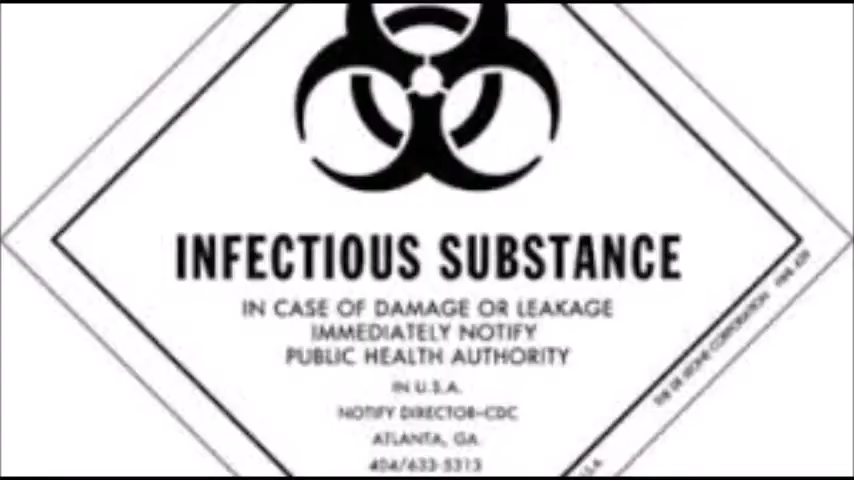 INFECTIOUS SUBSTANCE
IN CASE OF DAMAGE OR LEAKAGE
IMMEDIATELY NOTIFY
PUBLIC HEALTH AUTHORITY
IN U.S.A.
NOTIFY DIRECTOR-CDC
ATLANTA, GA.
404/633-5313
CORPORATION